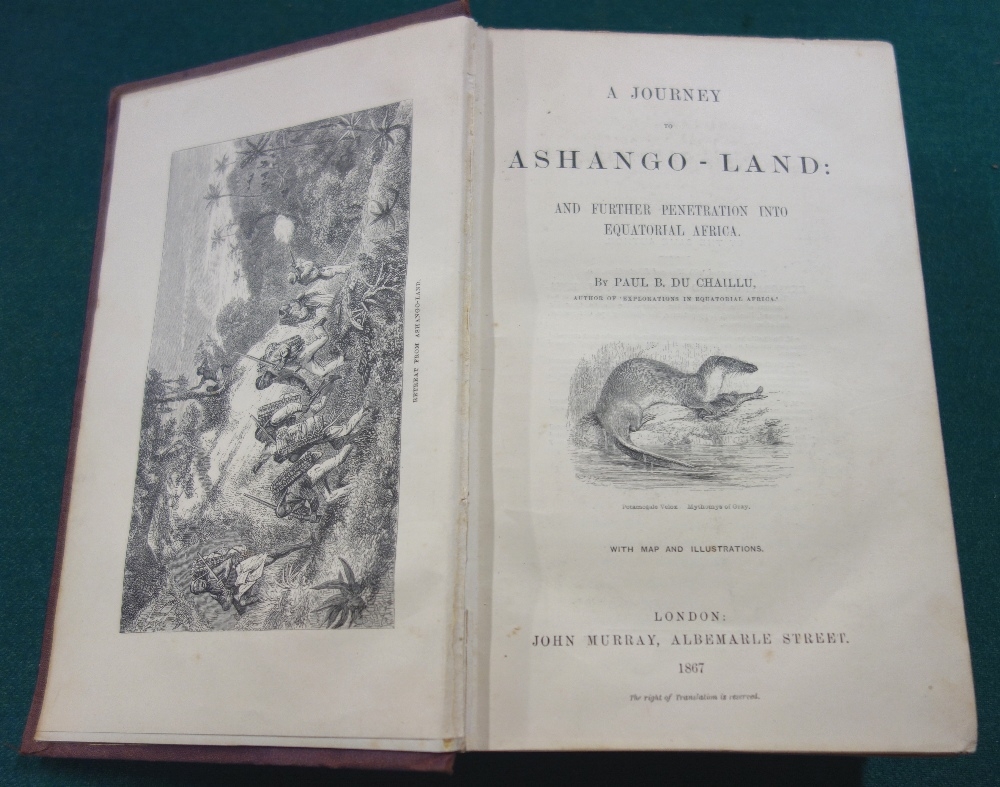 RETREAT FROM ASHANGO-LAND.
A JOURNEY
TO
ASHANGO-LAND:
AND FURTHER PENETRATION INTO
EQUATORIAL AFRICA.
By PAUL B. DU CHAILLU,
AUTHOR OF 'EXPLORATIONS IN EQUATORIAL AFRICA.'
Potamogale Velox. Mythomys of Gray.
WITH MAP AND ILLUSTRATIONS.
LONDON:
JOHN MURRAY, ALBEMARLE STREET.
1867
The right of Translation is reserved.